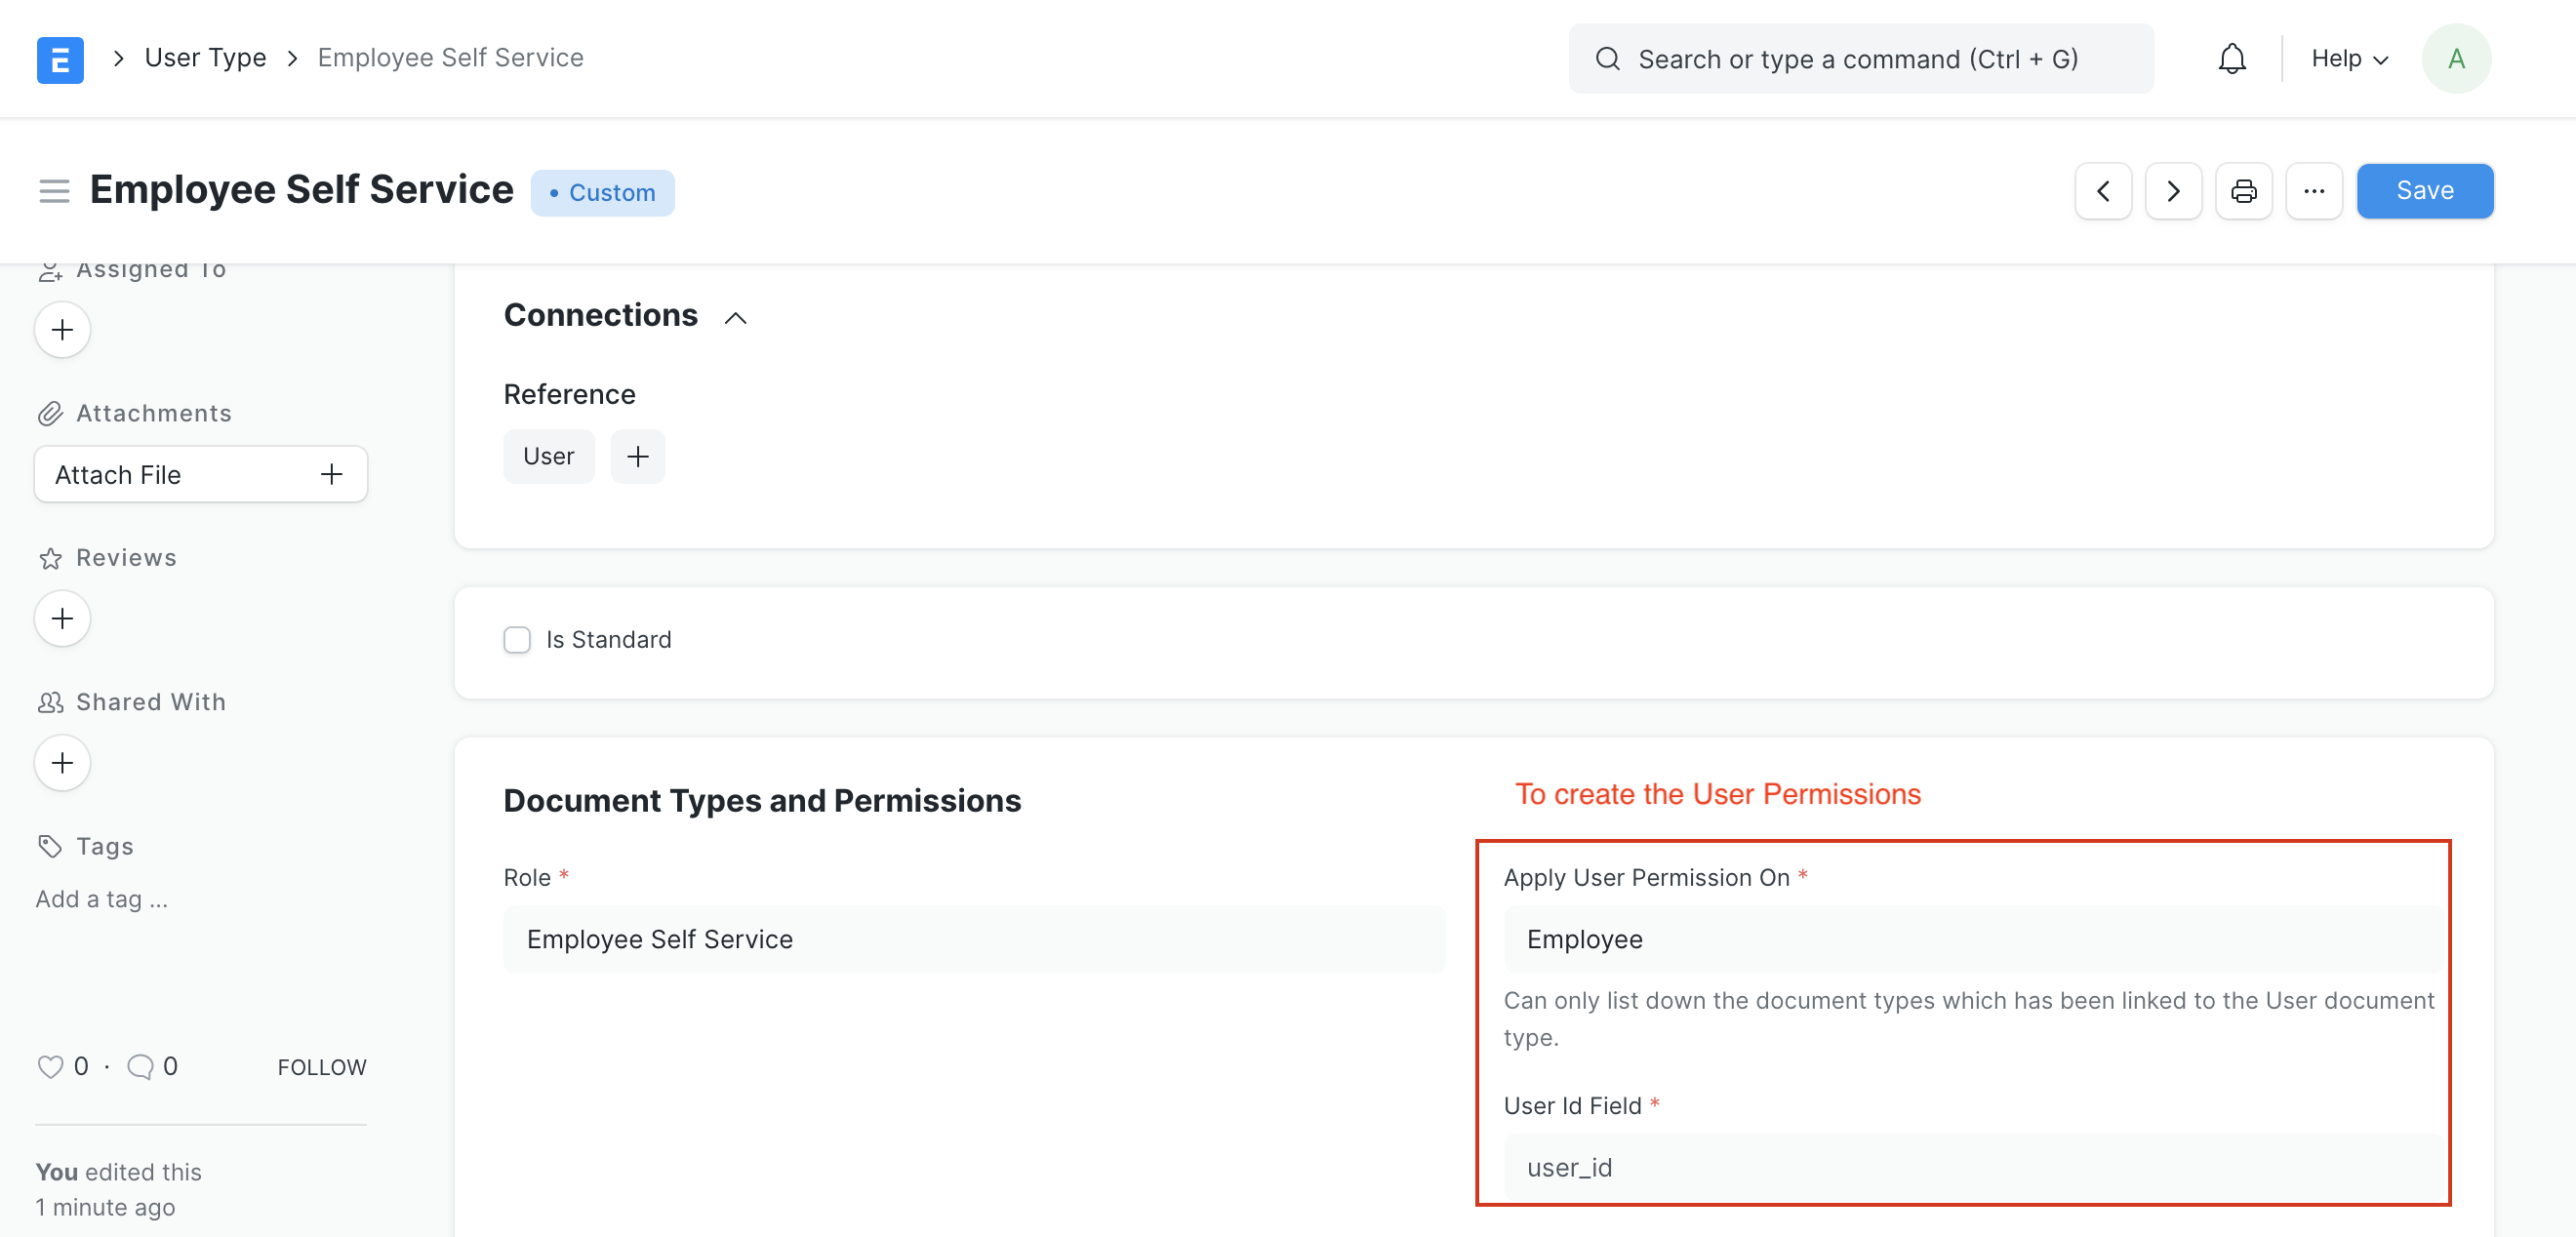 E
User Type
Employee Self Service
Search or type a command (Ctrl + G)
Help
A
Employee Self Service
Custom
Save
Assigned To
Attachments
Attach File
Reviews
Shared With
Tags
Add a tag ...
0 · 0
FOLLOW
You edited this
1 minute ago
Connections
Reference
User
Is Standard
Document Types and Permissions
To create the User Permissions
Role *
Employee Self Service
Apply User Permission On *
Employee
Can only list down the document types which has been linked to the User document
type.
User Id Field *
user_id